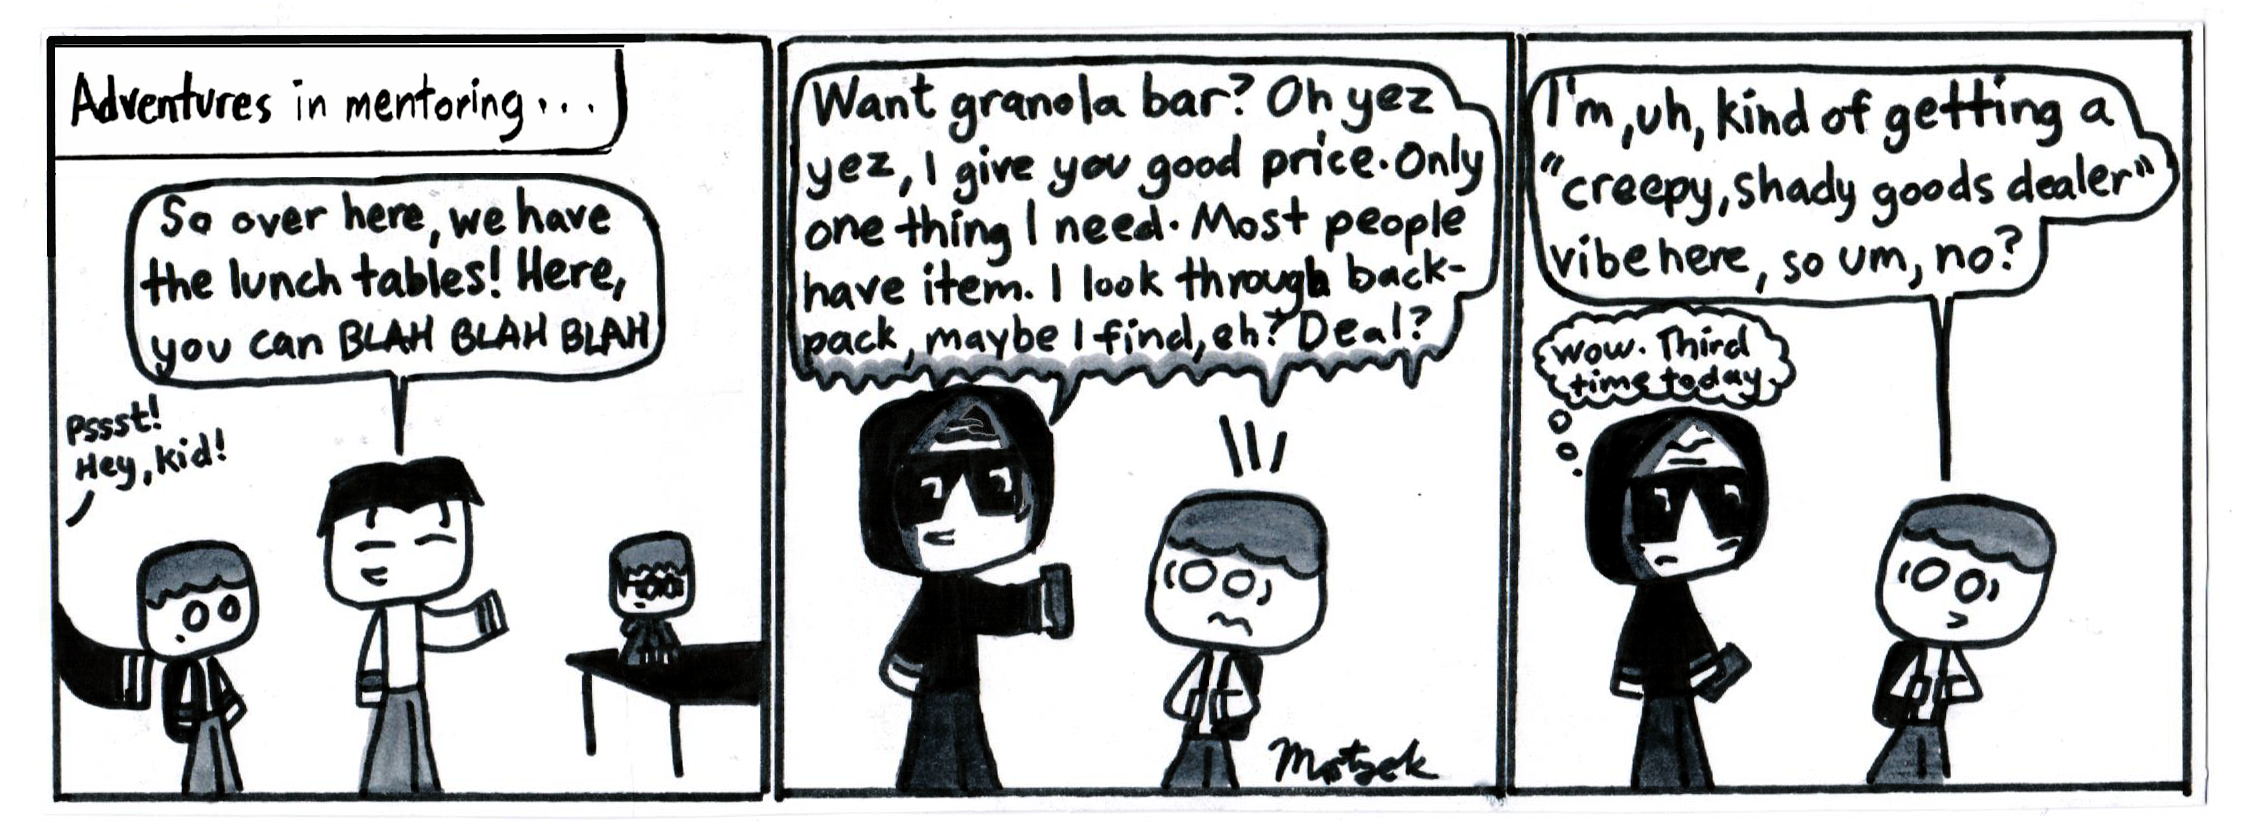 Adventures in mentoring...
So over here, we have
the lunch tables! Here,
you can BLAH BLAH BLAH
Pssst!
Hey, kid!
Want granola bar? Oh yez
yez, I give you good price. Only
one thing I need. Most people
have item. I look through back-
pack, maybe I find, eh? Deal?
Motzek
I'm, uh, kind of getting a
"creepy, shady goods dealer"
vibe here, so um, no?
Wow. Third
time today